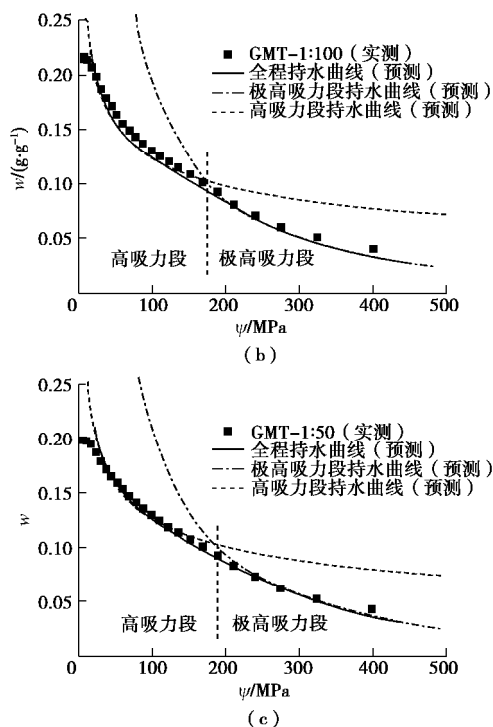 0.25
0.20
0.15
0.10
0.05
w/(g·g⁻¹)
GMT-1:100（实测）
全程持水曲线（预测）
极高吸力段持水曲线（预测）
高吸力段持水曲线（预测）
高吸力段
极高吸力段
0 100 200 300 400 500
ψ/MPa
(b)
0.25
0.20
0.15
0.10
0.05
w
GMT-1:50（实测）
全程持水曲线（预测）
极高吸力段持水曲线（预测）
高吸力段持水曲线（预测）
高吸力段
极高吸力段
0 100 200 300 400 500
ψ/MPa
(c)